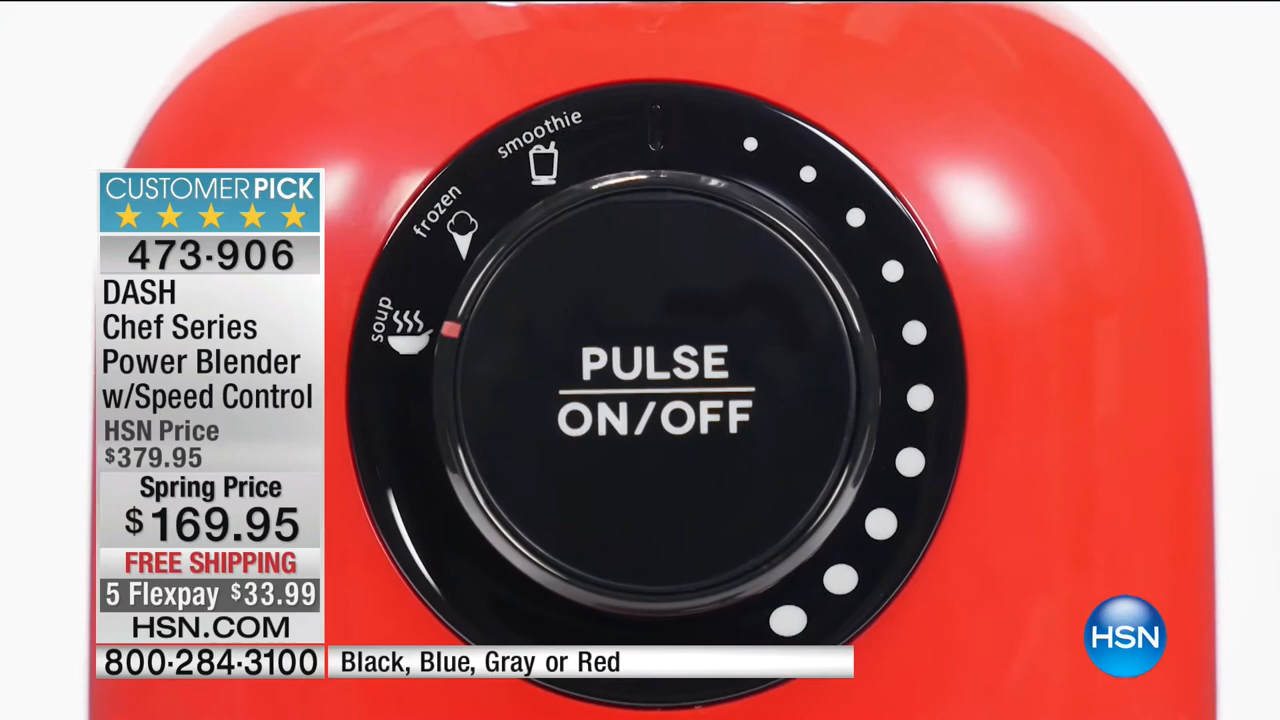 smoothie
frozen
soup
PULSE
ON/OFF
CUSTOMERPICK
473-906
DASH
Chef Series
Power Blender
w/Speed Control
HSN Price
$379.95
Spring Price
$169.95
FREE SHIPPING
5 Flexpay $33.99
HSN.COM
800-284-3100
Black, Blue, Gray or Red
HSN